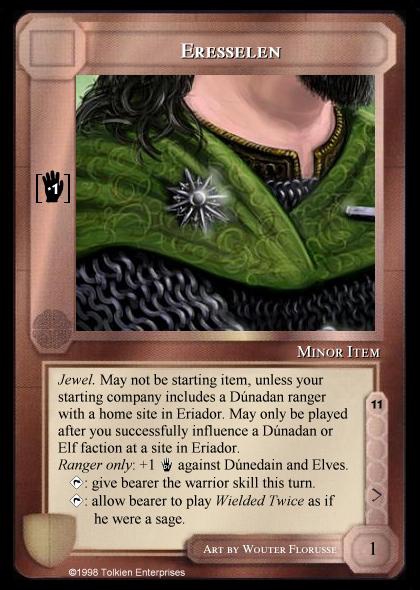 ERESSELEN
[1]
MINOR ITEM
Jewel. May not be starting item, unless your
starting company includes a Dúnadan ranger
with a home site in Eriador. May only be played
after you successfully influence a Dúnadan or
Elf faction at a site in Eriador.
Ranger only: +1 against Dúnedain and Elves.
: give bearer the warrior skill this turn.
: allow bearer to play Wielded Twice as if
he were a sage.
11
1
ART BY WOUTER FLORUSSE
©1998 Tolkien Enterprises